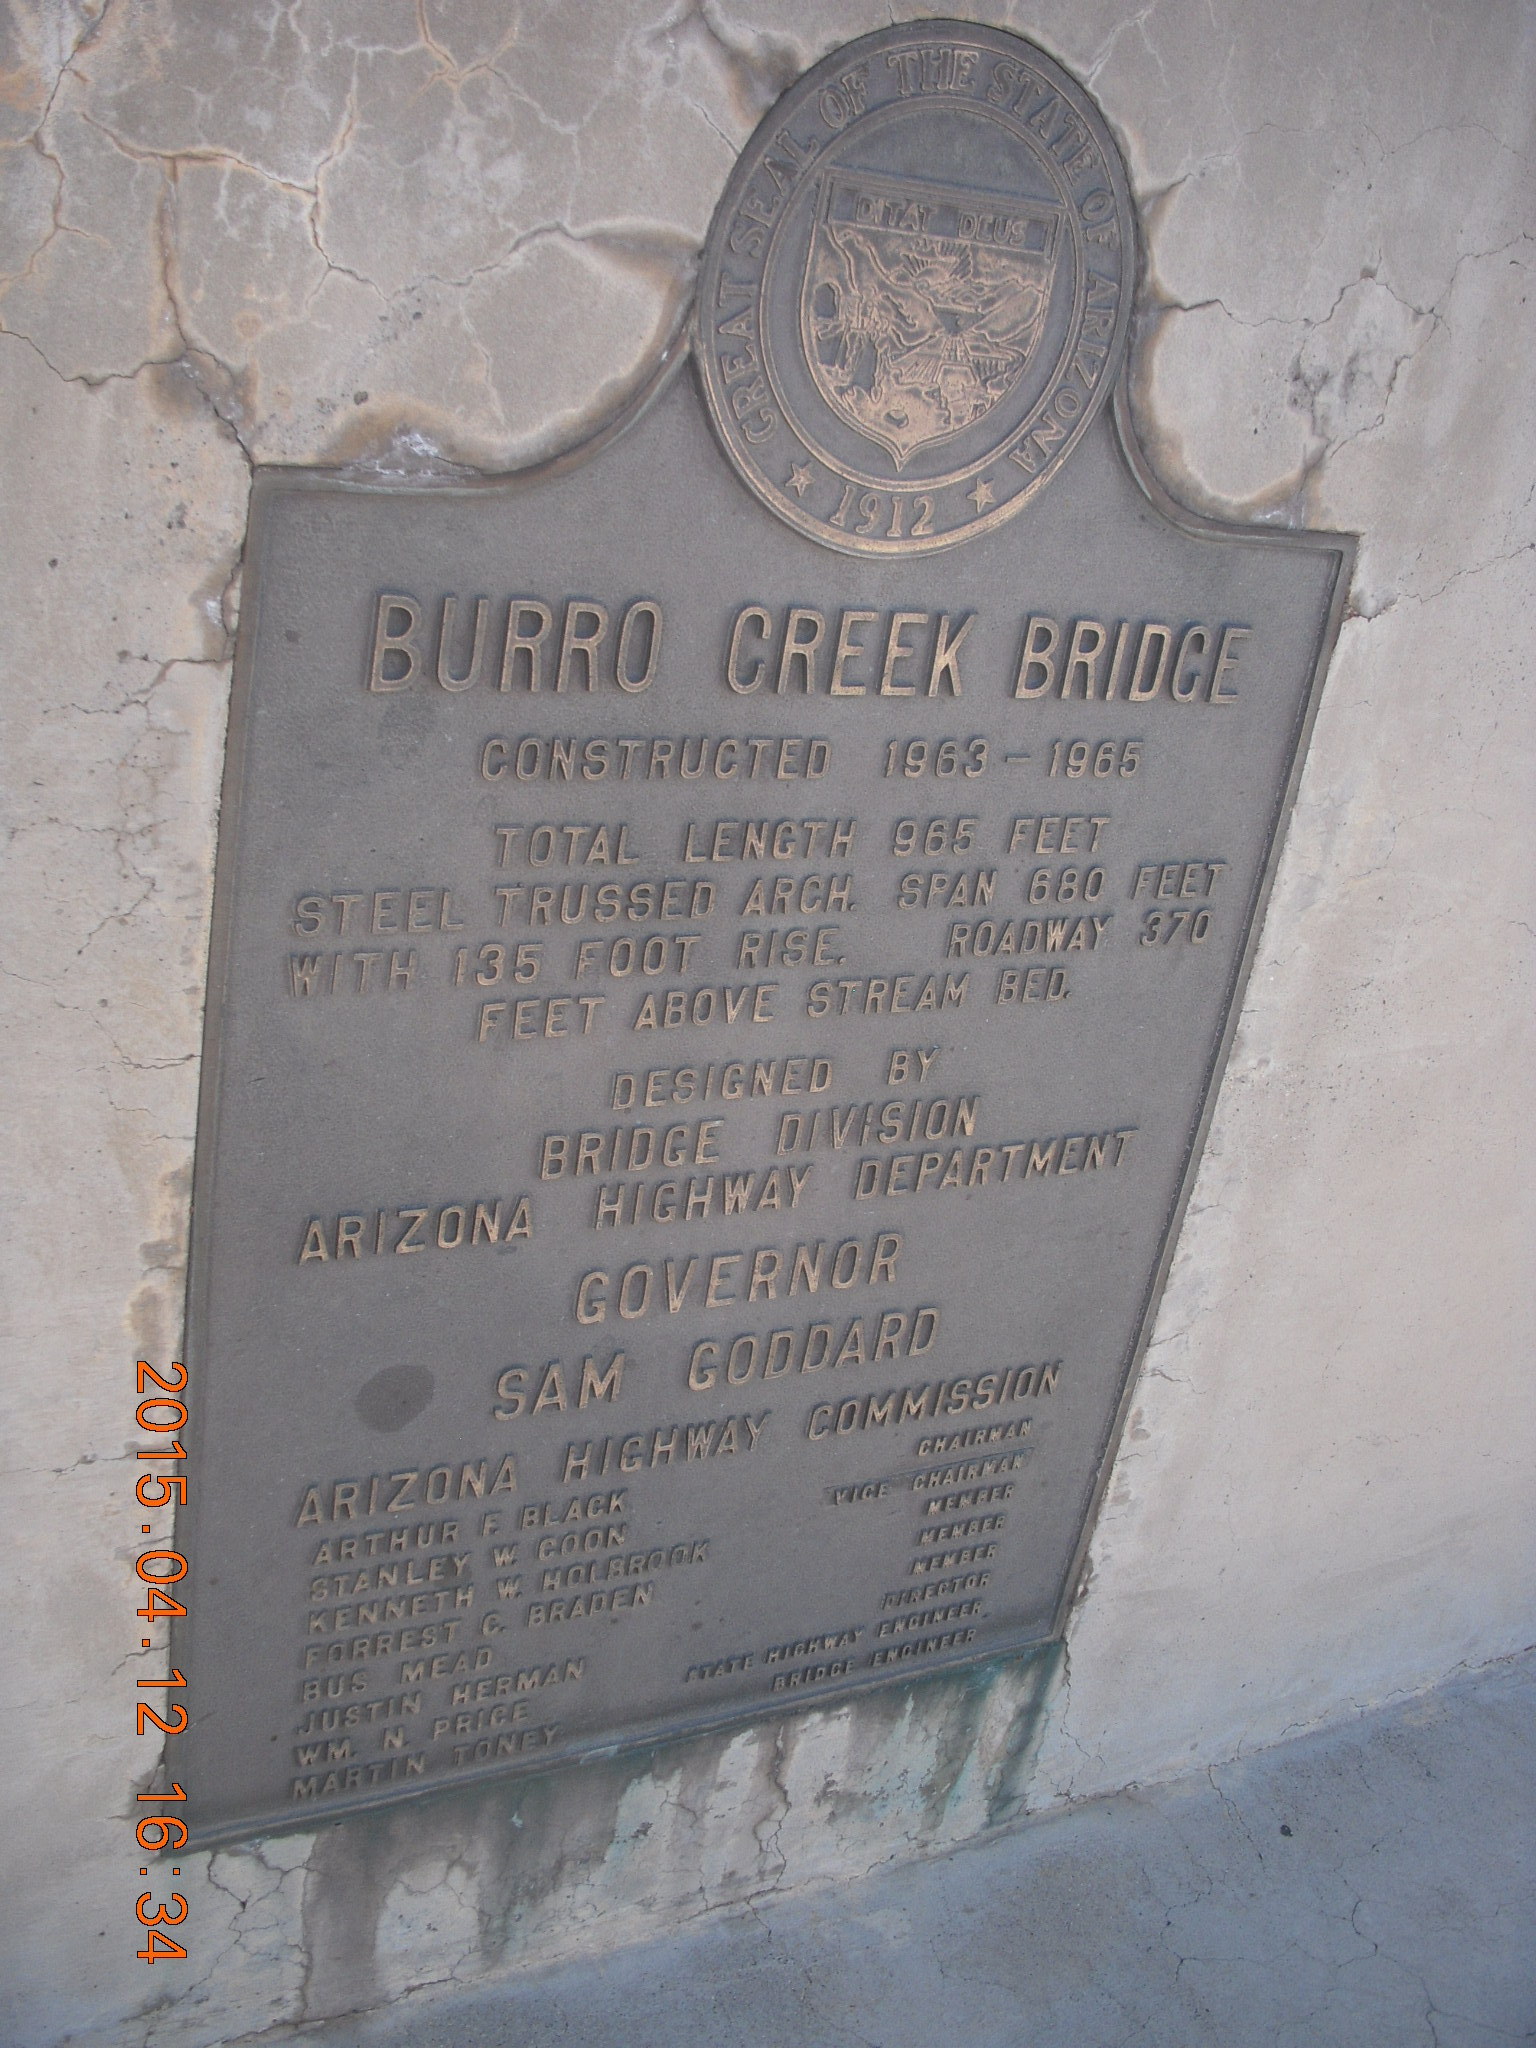 GREAT SEAL OF THE STATE OF ARIZONA
DITAT DEUS
1912
BURRO CREEK BRIDGE
CONSTRUCTED 1963 - 1965
TOTAL LENGTH 965 FEET
STEEL TRUSSED ARCH. SPAN 680 FEET
WITH 135 FOOT RISE. ROADWAY 370
FEET ABOVE STREAM BED.
DESIGNED BY
BRIDGE DIVISION
ARIZONA HIGHWAY DEPARTMENT
GOVERNOR
SAM GODDARD
ARIZONA HIGHWAY COMMISSION
ARTHUR F. BLACK CHAIRMAN
STANLEY W. COON VICE CHAIRMAN
KENNETH W. HOLBROOK MEMBER
FORREST C. BRADEN MEMBER
BUS MEAD MEMBER
JUSTIN HERMAN DIRECTOR
WM. N. PRICE STATE HIGHWAY ENGINEER
MARTIN TONEY BRIDGE ENGINEER
2015.04.12 16:34